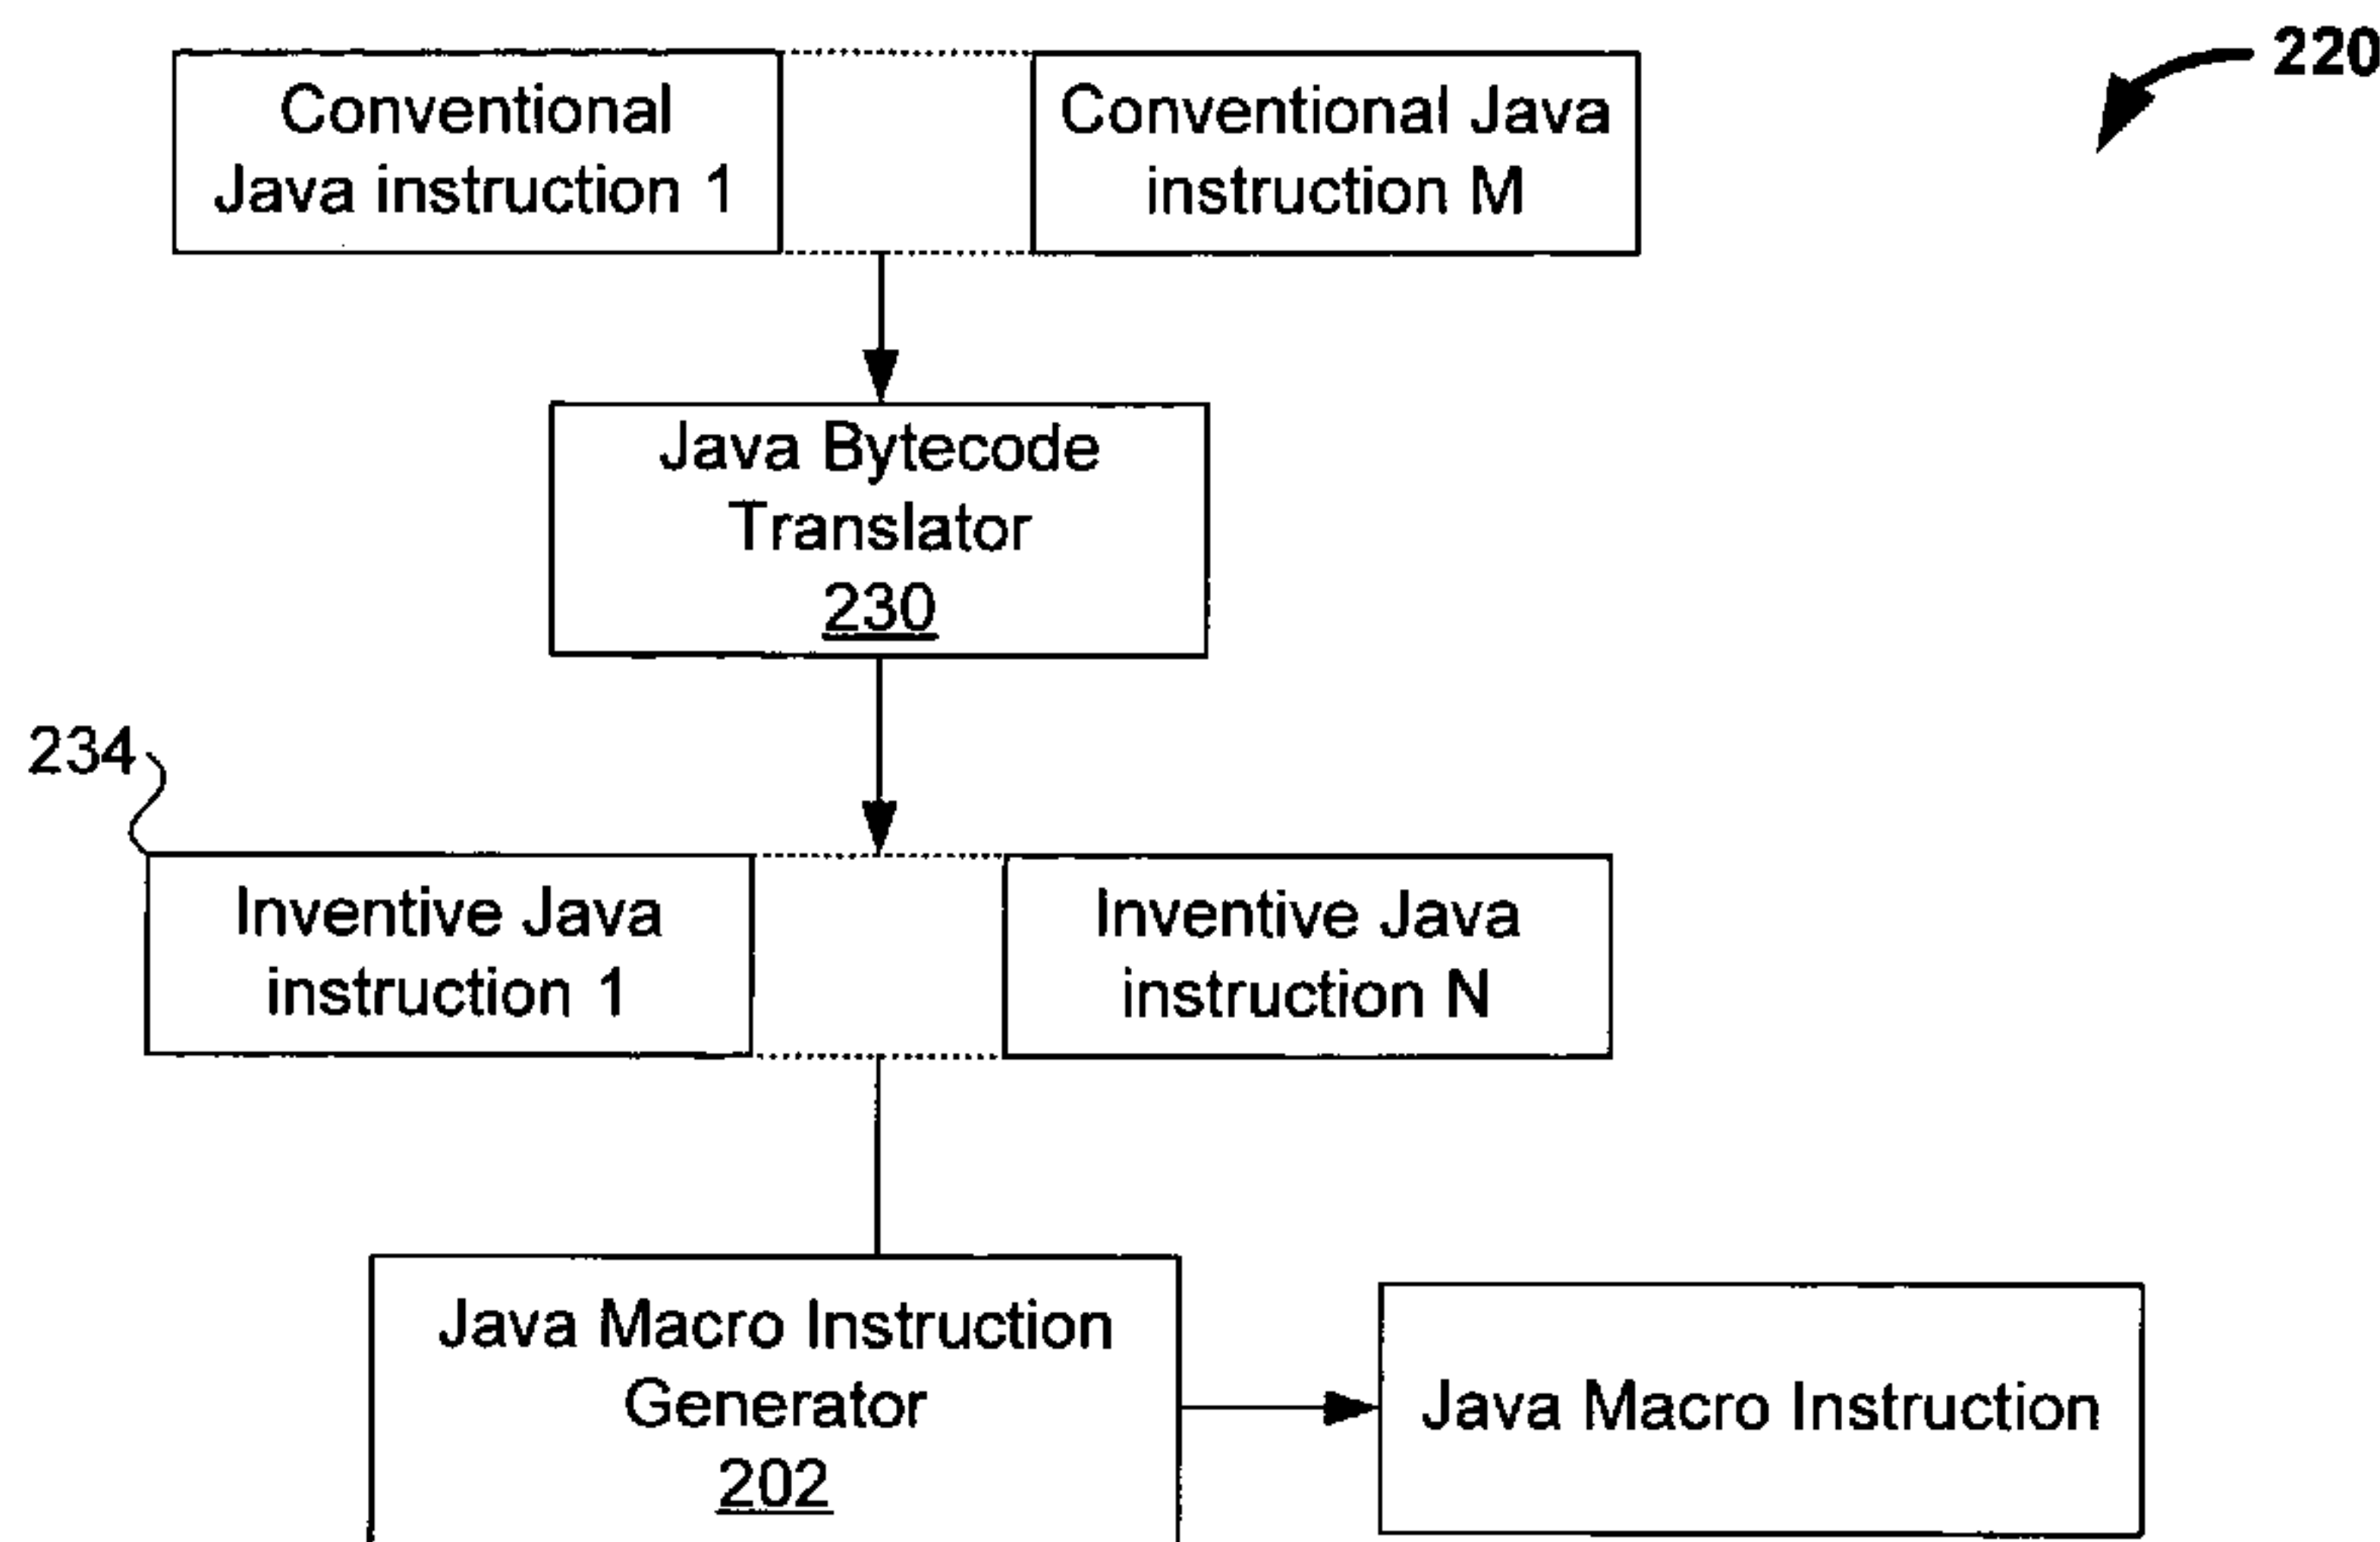 220
Conventional
Java instruction 1
Conventional Java
instruction M
Java Bytecode
Translator
230
234
Inventive Java
instruction 1
Inventive Java
instruction N
Java Macro Instruction
Generator
202
Java Macro Instruction